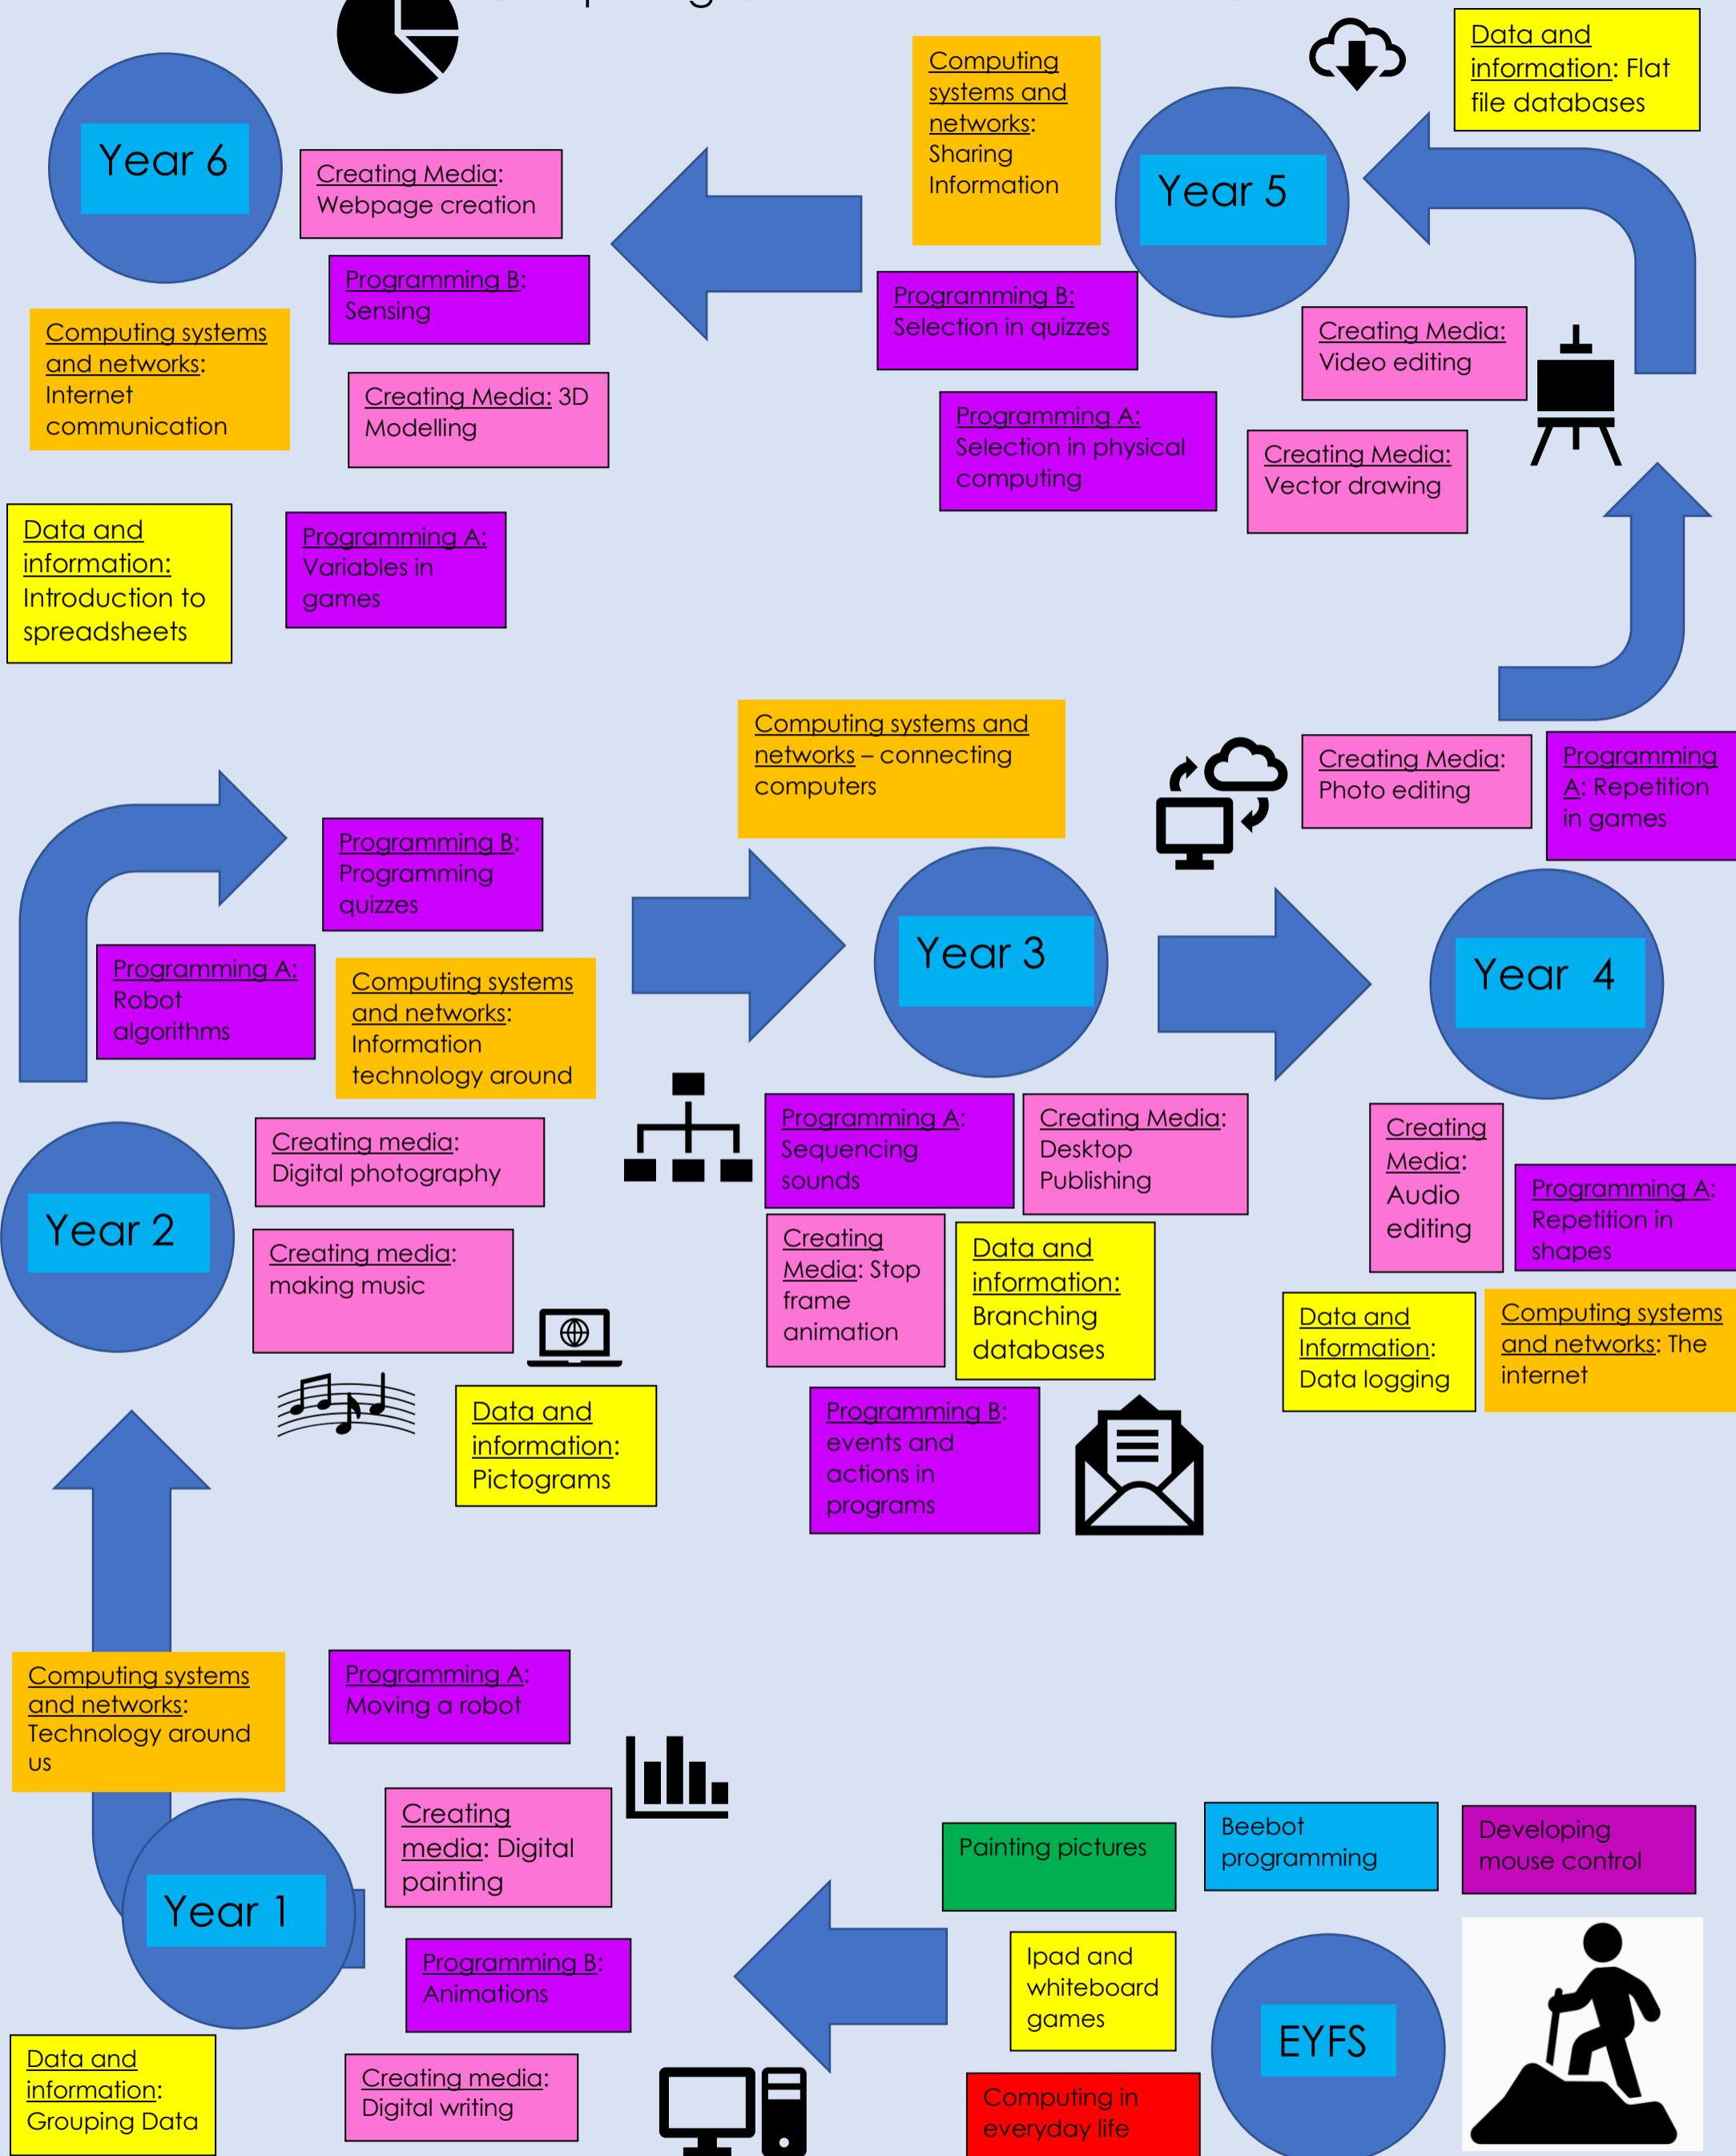 Year 6
Creating Media:
Webpage creation
Programming B:
Sensing
Computing systems
and networks:
Internet
communication
Creating Media: 3D
Modelling
Data and
information:
Introduction to
spreadsheets
Programming A:
Variables in
games
Computing
systems and
networks:
Sharing
Information
Year 5
Data and
information: Flat
file databases
Programming B:
Selection in quizzes
Creating Media:
Video editing
Programming A:
Selection in physical
computing
Creating Media:
Vector drawing
Computing systems and
networks – connecting
computers
Creating Media:
Photo editing
Programming
A: Repetition
in games
Programming B:
Programming
quizzes
Programming A:
Robot
algorithms
Computing systems
and networks:
Information
technology around
Year 3
Year  4
Year 2
Creating media:
Digital photography
Creating media:
making music
Data and
information:
Pictograms
Programming A:
Sequencing
sounds
Creating Media:
Desktop
Publishing
Creating
Media: Stop
frame
animation
Data and
information:
Branching
databases
Programming B:
events and
actions in
programs
Creating
Media:
Audio
editing
Programming A:
Repetition in
shapes
Data and
Information:
Data logging
Computing systems
and networks: The
internet
Computing systems
and networks:
Technology around
us
Programming A:
Moving a robot
Creating
media: Digital
painting
Year 1
Programming B:
Animations
Data and
information:
Grouping Data
Creating media:
Digital writing
Painting pictures
Beebot
programming
Developing
mouse control
Ipad and
whiteboard
games
EYFS
Computing in
everyday life